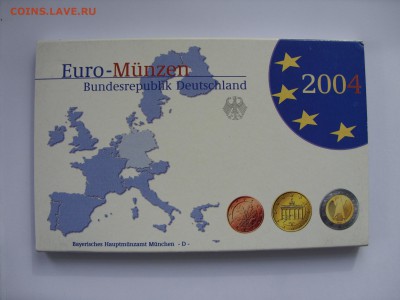 COINS.LAVE.RU
Euro-Münzen
Bundesrepublik Deutschland
2004
Bayerisches Hauptmünzamt München - D -